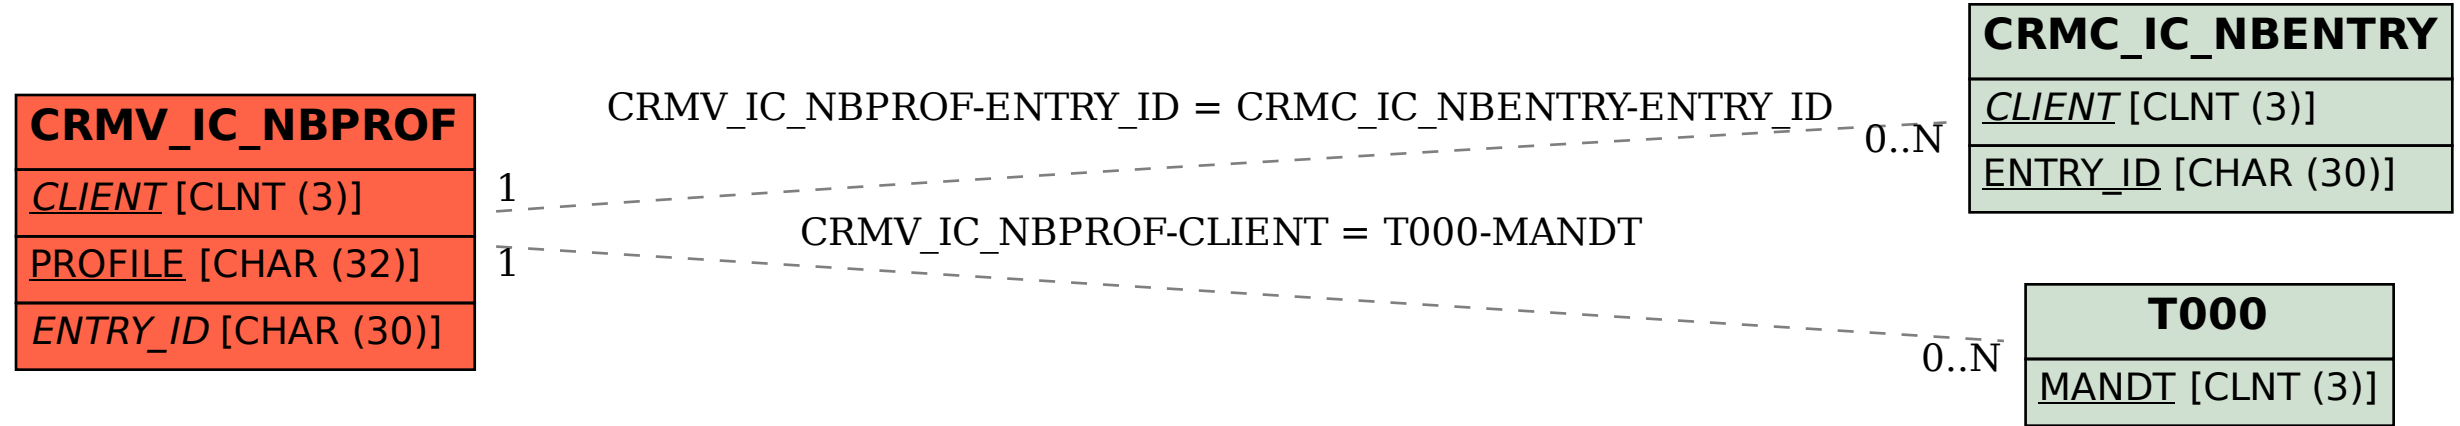 CRMV_IC_NBPROF
CLIENT [CLNT (3)]
PROFILE [CHAR (32)]
ENTRY_ID [CHAR (30)]
CRMV_IC_NBPROF-ENTRY_ID = CRMC_IC_NBENTRY-ENTRY_ID
1
0..N
CRMV_IC_NBPROF-CLIENT = T000-MANDT
1
0..N
CRMC_IC_NBENTRY
CLIENT [CLNT (3)]
ENTRY_ID [CHAR (30)]
T000
MANDT [CLNT (3)]